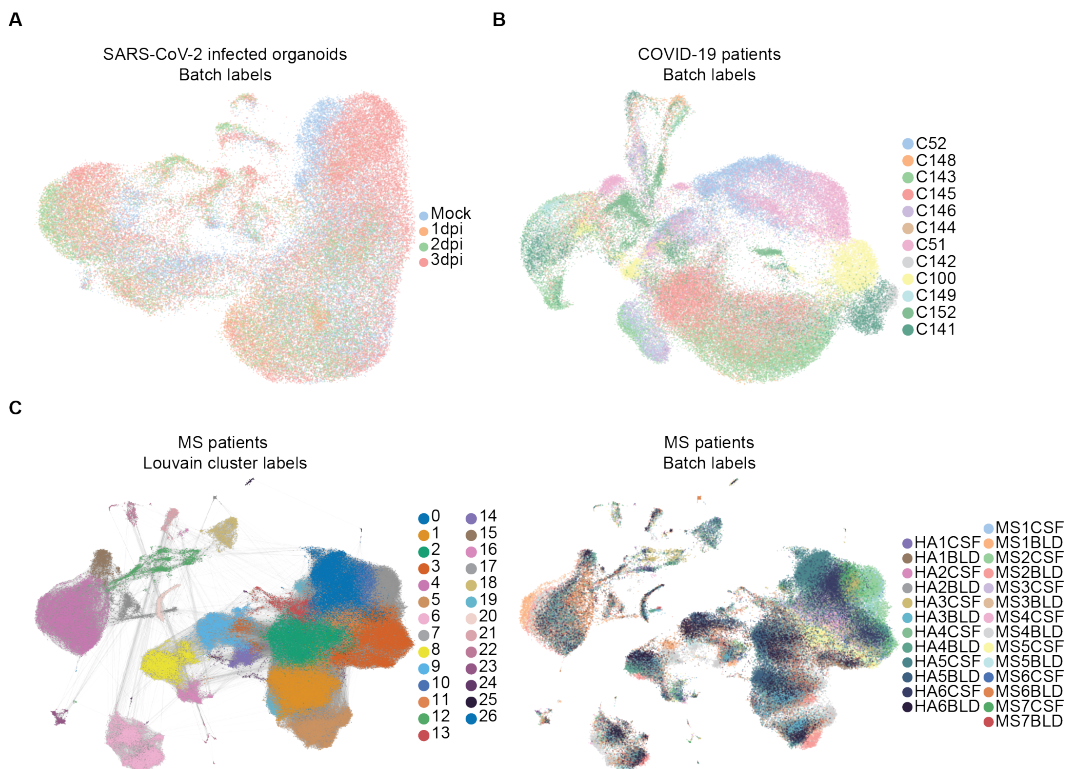 A
SARS-CoV-2 infected organoids
Batch labels
Mock
1dpi
2dpi
3dpi
B
COVID-19 patients
Batch labels
C52
C148
C143
C145
C146
C144
C51
C142
C100
C149
C152
C141
C
MS patients
Louvain cluster labels
0
1
2
3
4
5
6
7
8
9
10
11
12
13
14
15
16
17
18
19
20
21
22
23
24
25
26
MS patients
Batch labels
HA1CSF
HA1BLD
HA2CSF
HA2BLD
HA3CSF
HA3BLD
HA4CSF
HA4BLD
HA5CSF
HA5BLD
HA6CSF
HA6BLD
MS1CSF
MS1BLD
MS2CSF
MS2BLD
MS3CSF
MS3BLD
MS4CSF
MS4BLD
MS5CSF
MS5BLD
MS6CSF
MS6BLD
MS7CSF
MS7BLD